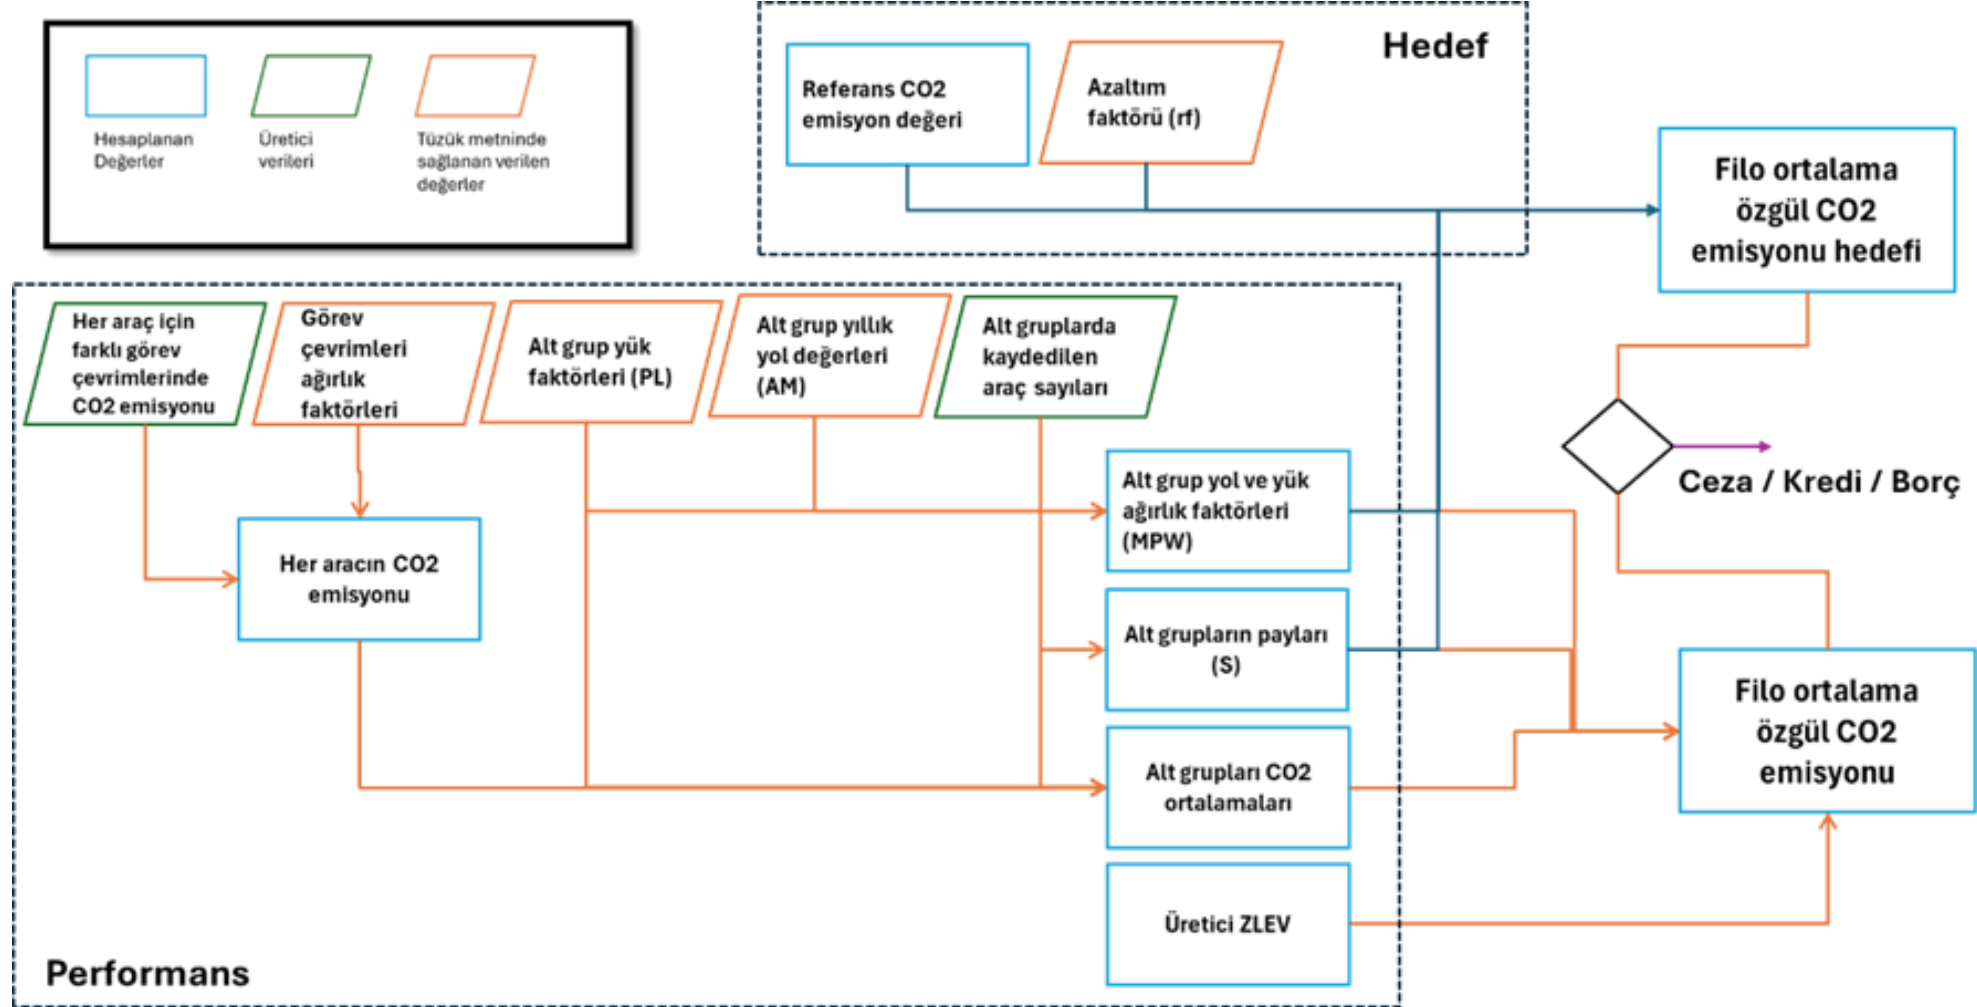 Hesaplanan
Değerler
Üretici
verileri
Tüzük metninde
sağlanan verilen
değerler
Hedef
Referans CO2
emisyon değeri
Azaltım
faktörü (rf)
Filo ortalama
özgül CO2
emisyonu hedefi
Her araç için
farklı görev
çevrimlerinde
CO2 emisyonu
Görev
çevrimleri
ağırlık
faktörleri
Alt grup yük
faktörleri (PL)
Alt grup yıllık
yol değerleri
(AM)
Alt gruplarda
kaydedilen
araç sayıları
Alt grup yol ve yük
ağırlık faktörleri
(MPW)
Ceza / Kredi / Borç
Her aracın CO2
emisyonu
Alt grupların payları
(S)
Filo ortalama
özgül CO2
emisyonu
Alt grupları CO2
ortalamaları
Üretici ZLEV
Performans